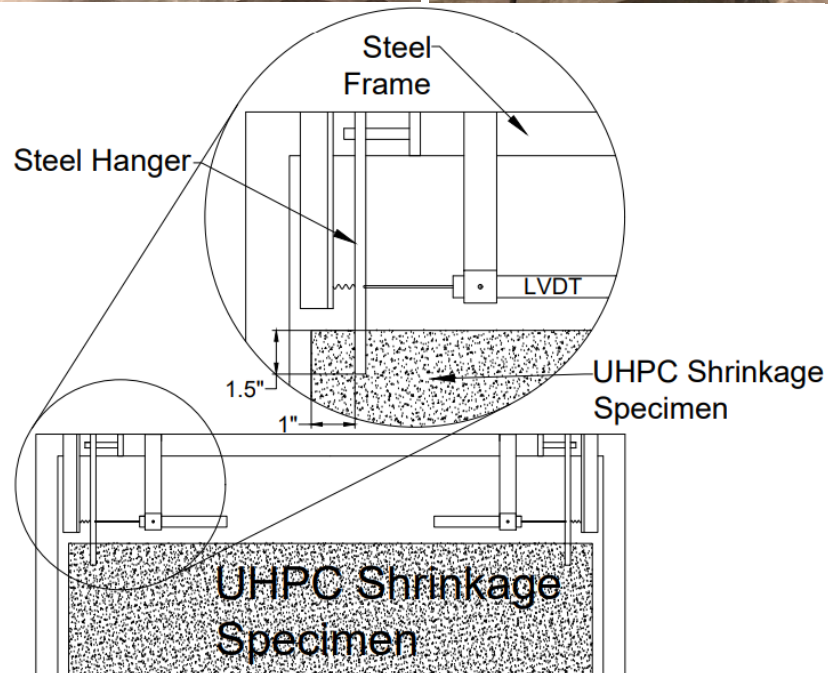 Steel
Frame
Steel Hanger
LVDT
1.5"
UHPC Shrinkage
Specimen
1"
UHPC Shrinkage
Specimen